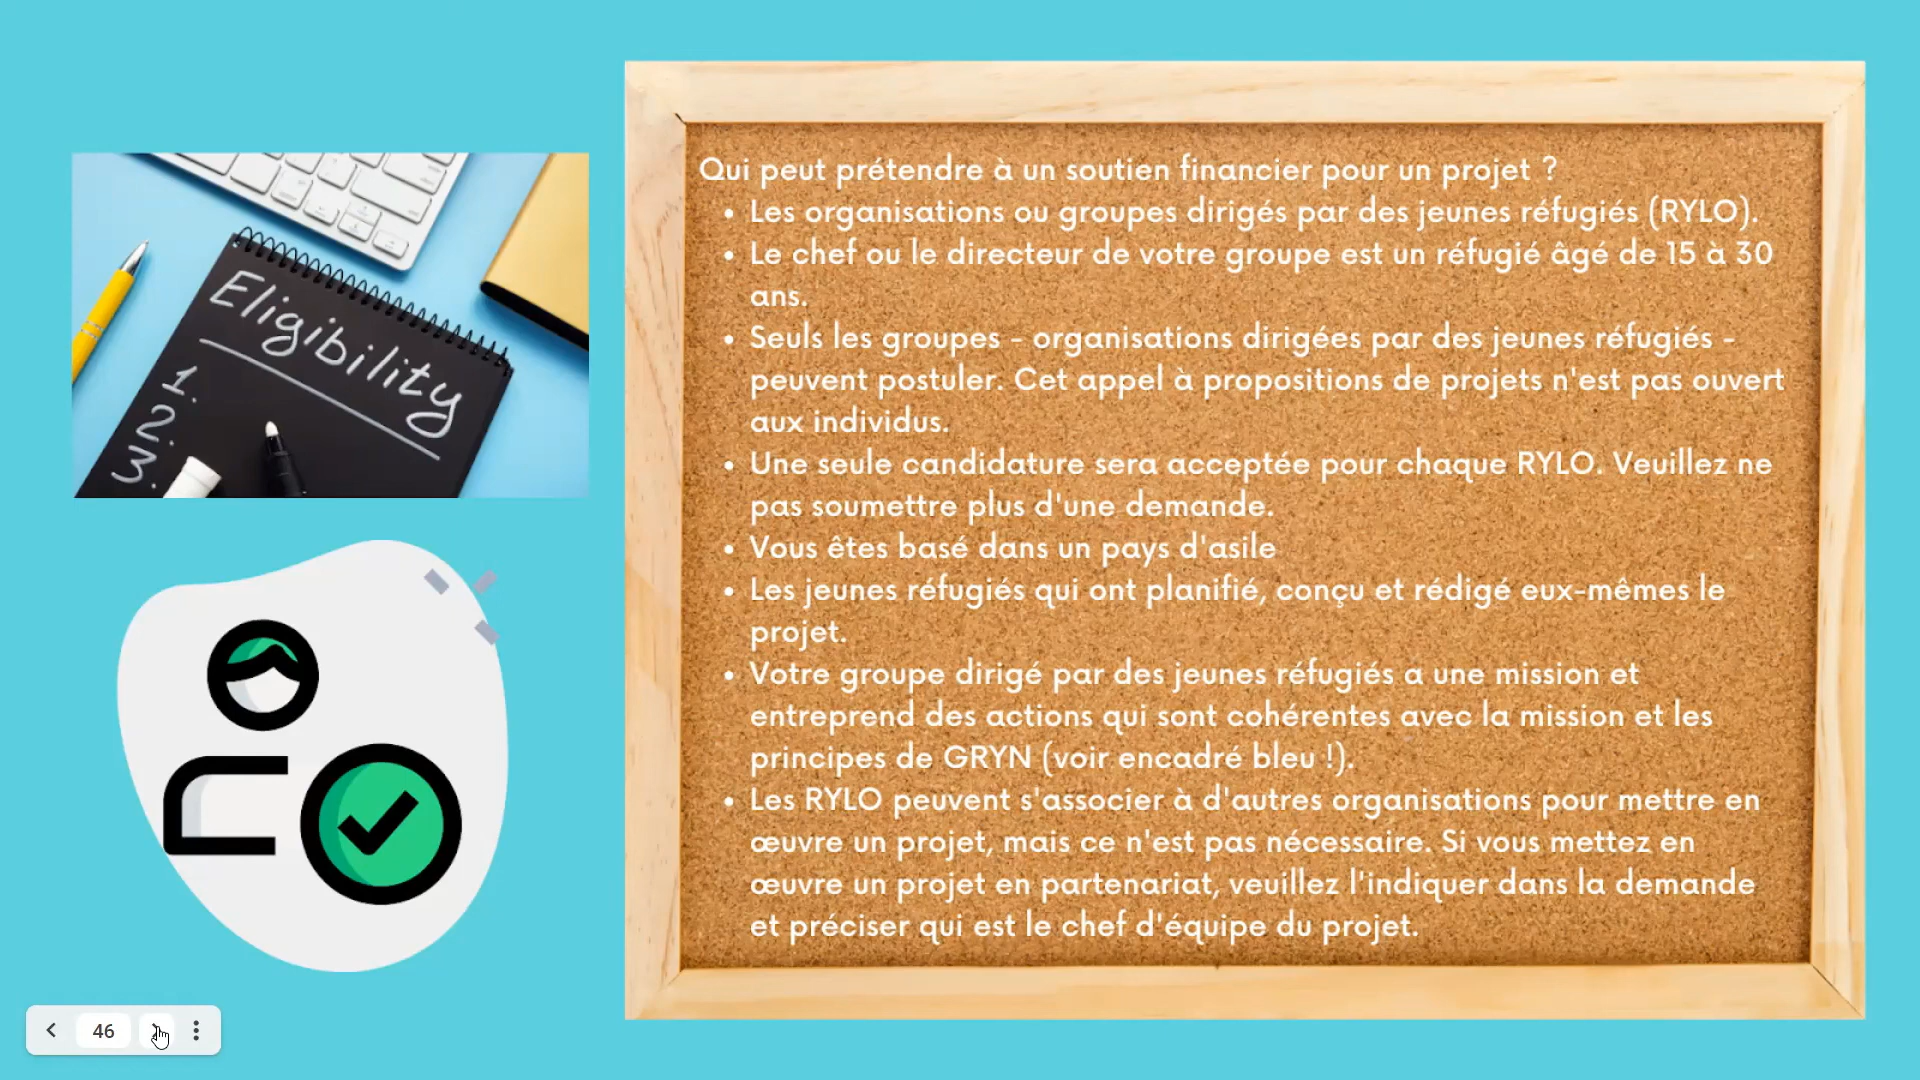 Eligibility
1.
2.
3.
Qui peut prétendre à un soutien financier pour un projet ?
• Les organisations ou groupes dirigés par des jeunes réfugiés (RYLO).
• Le chef ou le directeur de votre groupe est un réfugié âgé de 15 à 30
ans.
• Seuls les groupes - organisations dirigées par des jeunes réfugiés -
peuvent postuler. Cet appel à propositions de projets n'est pas ouvert
aux individus.
• Une seule candidature sera acceptée pour chaque RYLO. Veuillez ne
pas soumettre plus d'une demande.
• Vous êtes basé dans un pays d'asile
• Les jeunes réfugiés qui ont planifié, conçu et rédigé eux-mêmes le
projet.
• Votre groupe dirigé par des jeunes réfugiés a une mission et
entreprend des actions qui sont cohérentes avec la mission et les
principes de GRYN (voir encadré bleu !).
• Les RYLO peuvent s'associer à d'autres organisations pour mettre en
œuvre un projet, mais ce n'est pas nécessaire. Si vous mettez en
œuvre un projet en partenariat, veuillez l'indiquer dans la demande
et préciser qui est le chef d'équipe du projet.
46